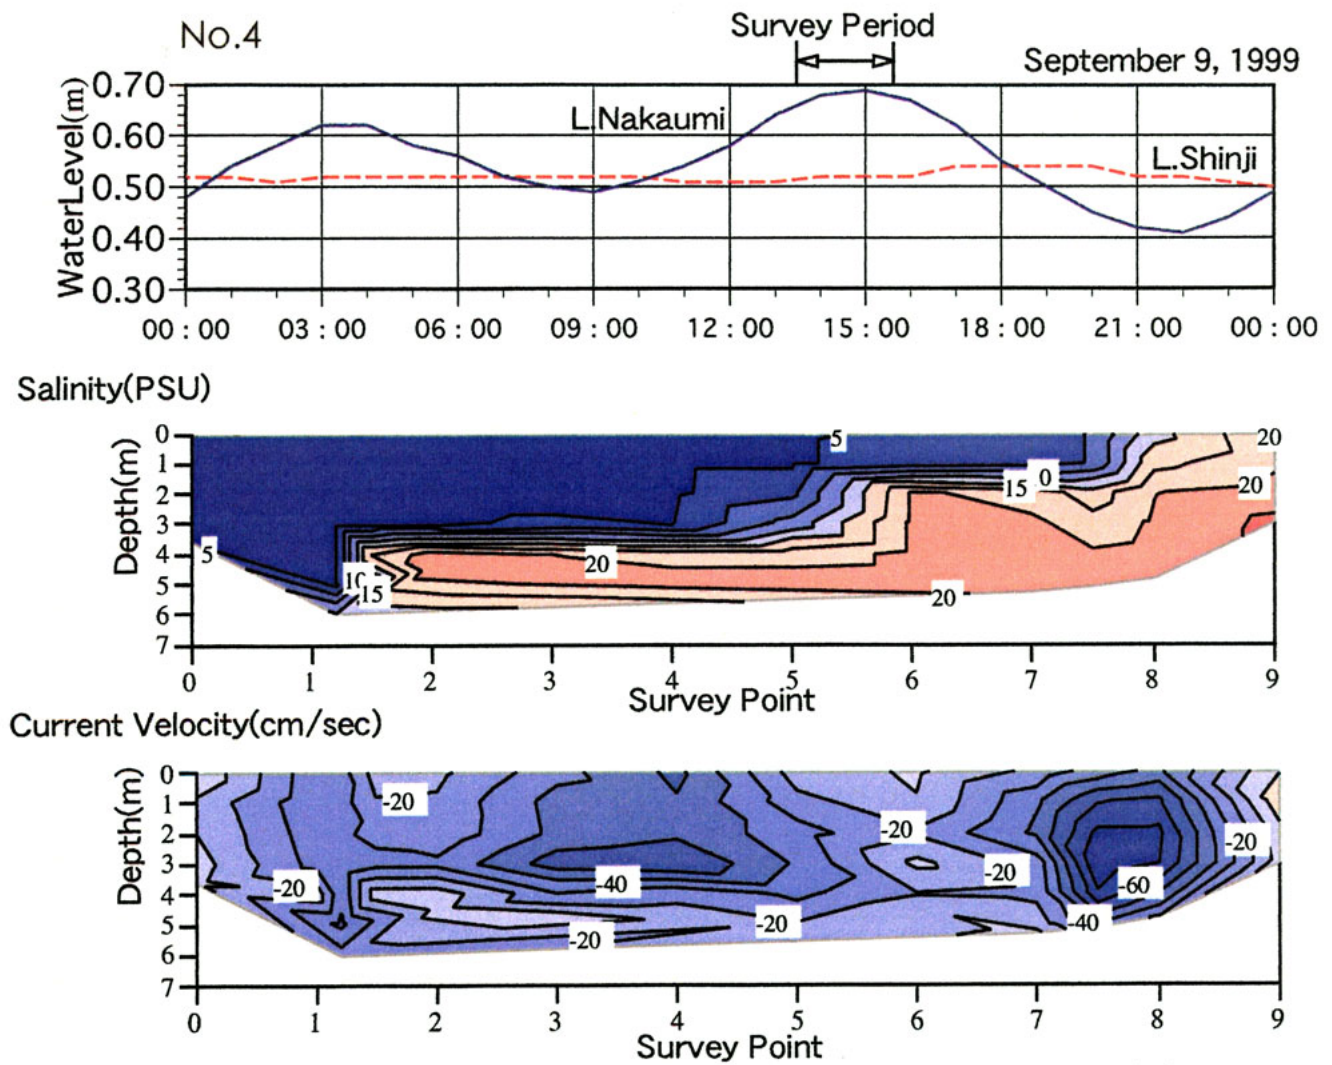 No.4
Survey Period
September 9, 1999
WaterLevel(m)
0.70
0.60
0.50
0.40
0.30
L.Nakaumi
L.Shinji
00:00 03:00 06:00 09:00 12:00 15:00 18:00 21:00 00:00
Salinity(PSU)
Depth(m)
0
1
2
3
4
5
6
7
5
20
15 0
20
5
20
10
15
20
0 1 2 3 4 5 6 7 8 9
Survey Point
Current Velocity(cm/sec)
Depth(m)
0
1
2
3
4
5
6
7
-20
-20
-20
-20
-20
-40
-60
-20
-40
-20
0 1 2 3 4 5 6 7 8 9
Survey Point